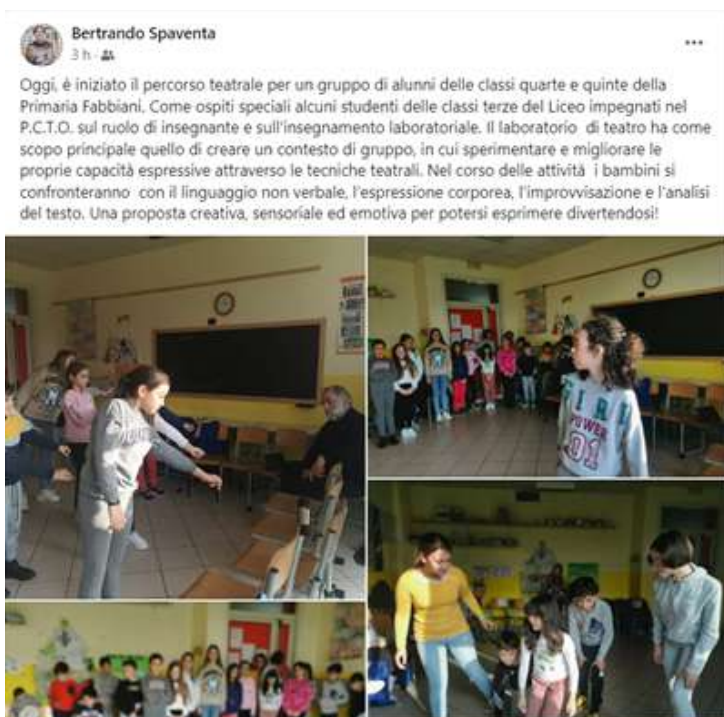 Bertrando Spaventa
3 h
Oggi, è iniziato il percorso teatrale per un gruppo di alunni delle classi quarte e quinte della
Primaria Fabbiani. Come ospiti speciali alcuni studenti delle classi terze del Liceo impegnati nel
P.C.T.O. sul ruolo di insegnante e sull'insegnamento laboratoriale. Il laboratorio di teatro ha come
scopo principale quello di creare un contesto di gruppo, in cui sperimentare e migliorare le
proprie capacità espressive attraverso le tecniche teatrali. Nel corso delle attività i bambini si
confronteranno con il linguaggio non verbale, l'espressione corporea, l'improvvisazione e l'analisi
del testo. Una proposta creativa, sensoriale ed emotiva per potersi esprimere divertendosi!
POWER
01